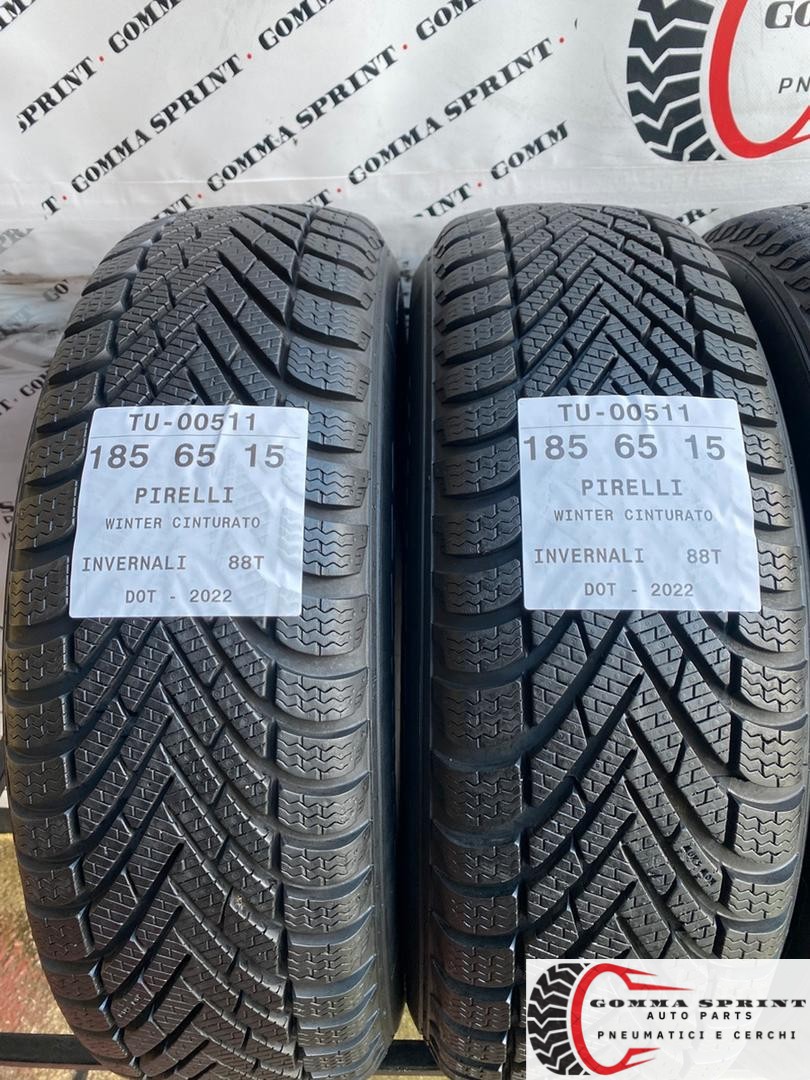 GOMMA SPRINT · GOMMA SPRINT
GOMMA SPRINT · GOMMA SPRINT · GOMM
TU-00511
185 65 15
PIRELLI
WINTER CINTURATO
INVERNALI 88T
DOT - 2022
TU-00511
185 65 15
PIRELLI
WINTER CINTURATO
INVERNALI 88T
DOT - 2022
GOMMA SPRINT
AUTO PARTS
PNEUMATICI E CERCHI